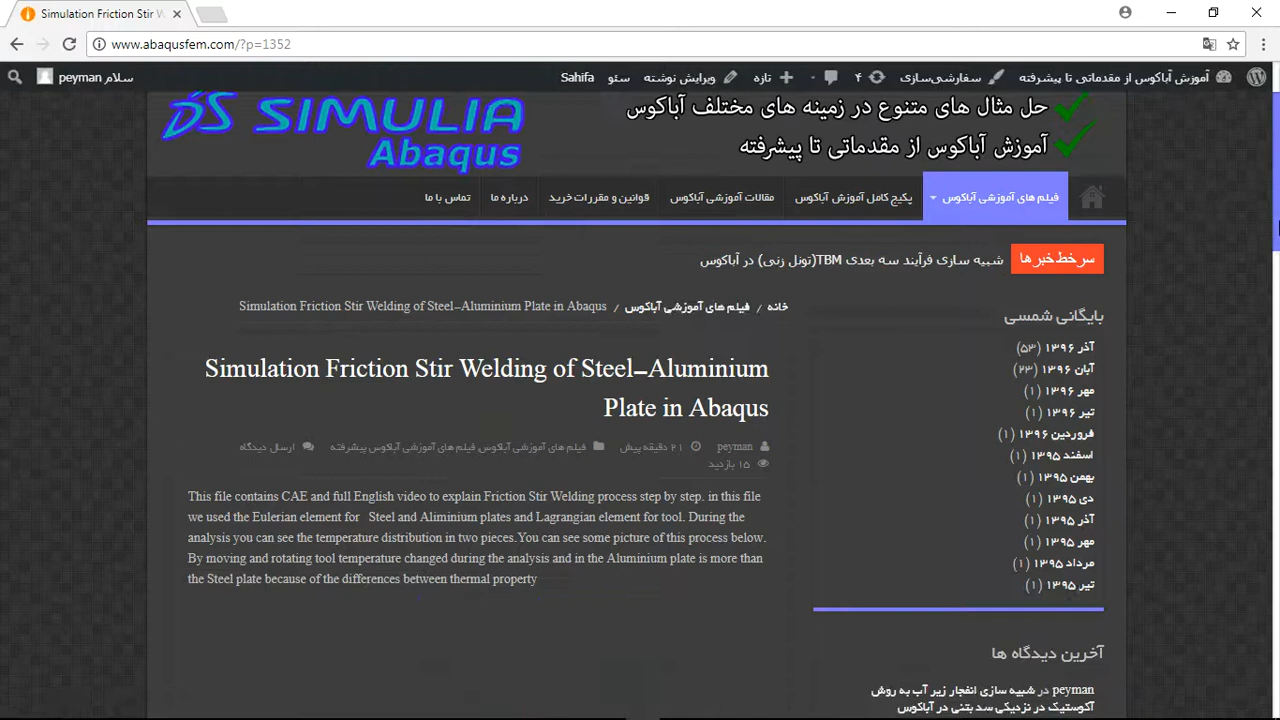 Simulation Friction Stir W
www.abaqusfem.com/?p=1352
آموزش آباکوس از مقدماتی تا پیشرفته
سفارشی‌سازی
۴
تازه
ویرایش نوشته
سئو
Sahifa
سلام peyman
حل مثال های متنوع در زمینه های مختلف آباکوس
آموزش آباکوس از مقدماتی تا پیشرفته
SIMULIA
Abaqus
فیلم های آموزشی آباکوس
پکیج کامل آموزش آباکوس
مقالات آموزشی آباکوس
قوانین و مقررات خرید
درباره ما
تماس با ما
سرخط‌خبرها
شبیه سازی فرآیند سه بعدی TBM(تونل زنی) در آباکوس
خانه / فیلم های آموزشی آباکوس / Simulation Friction Stir Welding of Steel–Aluminium Plate in Abaqus
Simulation Friction Stir Welding of Steel–Aluminium
Plate in Abaqus
peyman ۲۱ دقیقه پیش فیلم های آموزشی آباکوس, فیلم های آموزشی آباکوس پیشرفته ارسال دیدگاه
۱۵ بازدید
This file contains CAE and full English video to explain Friction Stir Welding process step by step. in this file
we used the Eulerian element for Steel and Aliminium plates and Lagrangian element for tool. During the
analysis you can see the temperature distribution in two pieces.You can see some picture of this process below.
By moving and rotating tool temperature changed during the analysis and in the Aluminium plate is more than
the Steel plate because of the differences between thermal property
بایگانی شمسی
آذر ۱۳۹۶ (۵۳)
آبان ۱۳۹۶ (۲۳)
مهر ۱۳۹۶ (۱)
تیر ۱۳۹۶ (۱)
فروردین ۱۳۹۶ (۱)
اسفند ۱۳۹۵ (۱)
بهمن ۱۳۹۵ (۱)
دی ۱۳۹۵ (۱)
آذر ۱۳۹۵ (۱)
مهر ۱۳۹۵ (۱)
مرداد ۱۳۹۵ (۱)
تیر ۱۳۹۵ (۱)
آخرین دیدگاه ها
peyman در شبیه سازی انفجار زیر آب به روش
آکوستیک در نزدیکی سد بتنی در آباکوس